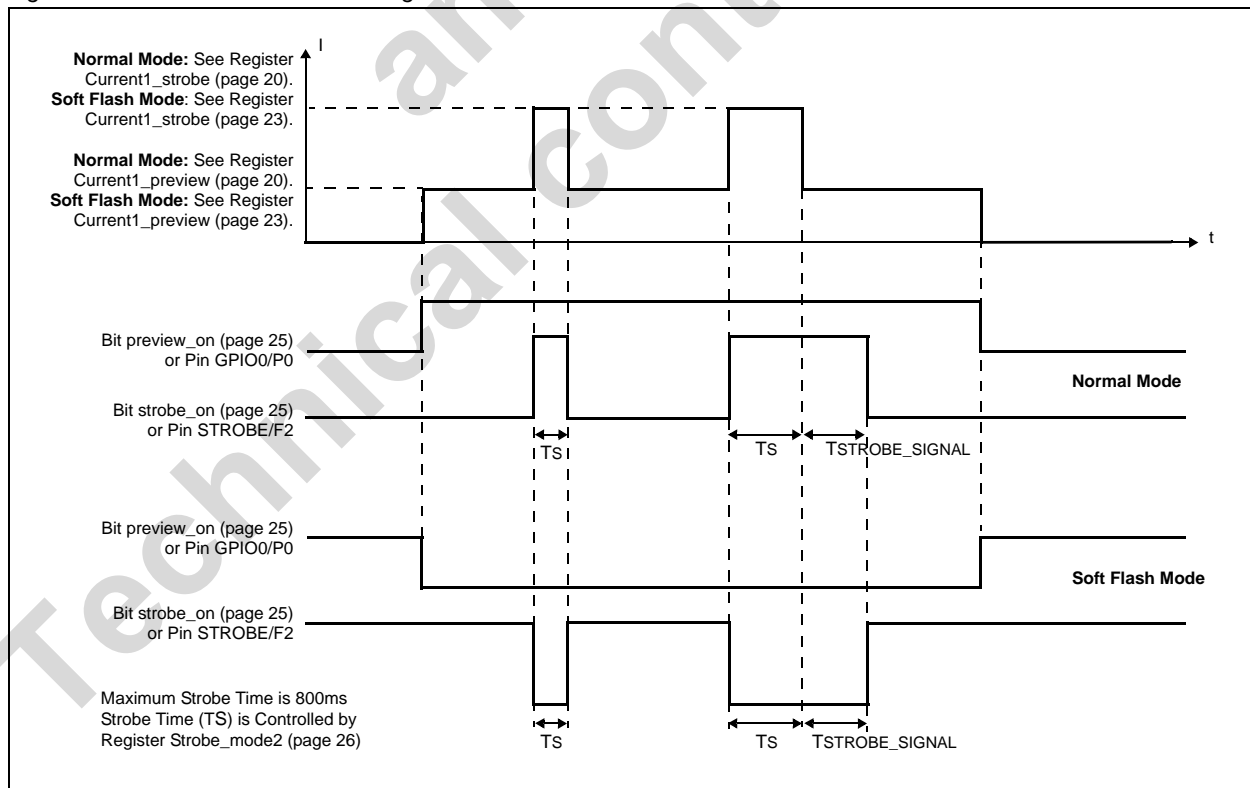 I
Normal Mode: See Register
Current1_strobe (page 20).
Soft Flash Mode: See Register
Current1_strobe (page 23).
Normal Mode: See Register
Current1_preview (page 20).
Soft Flash Mode: See Register
Current1_preview (page 23).
t
Bit preview_on (page 25)
or Pin GPIO0/P0
Normal Mode
Bit strobe_on (page 25)
or Pin STROBE/F2
TS
TS
TSTROBE_SIGNAL
Bit preview_on (page 25)
or Pin GPIO0/P0
Soft Flash Mode
Bit strobe_on (page 25)
or Pin STROBE/F2
Maximum Strobe Time is 800ms
Strobe Time (TS) is Controlled by
Register Strobe_mode2 (page 26)
TS
TS
TSTROBE_SIGNAL
an
Technical cont